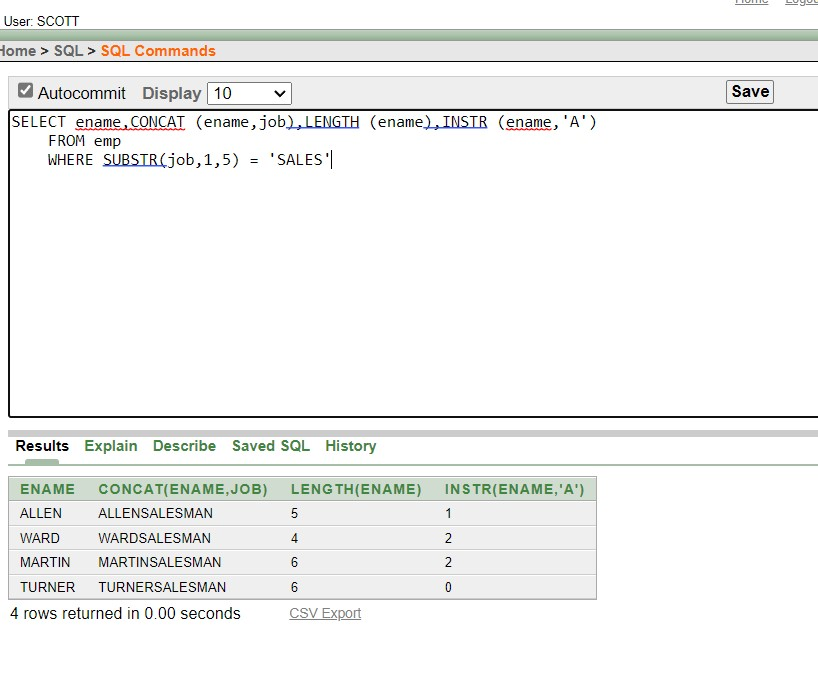 Home Logou
User: SCOTT
Home > SQL > SQL Commands
Autocommit Display 10 Save
SELECT ename,CONCAT (ename,job),LENGTH (ename),INSTR (ename,'A')
FROM emp
WHERE SUBSTR(job,1,5) = 'SALES'
Results Explain Describe Saved SQL History
ENAME CONCAT(ENAME,JOB) LENGTH(ENAME) INSTR(ENAME,'A')
ALLEN ALLENSALESMAN 5 1
WARD WARDSALESMAN 4 2
MARTIN MARTINSALESMAN 6 2
TURNER TURNERSALESMAN 6 0
4 rows returned in 0.00 seconds CSV Export